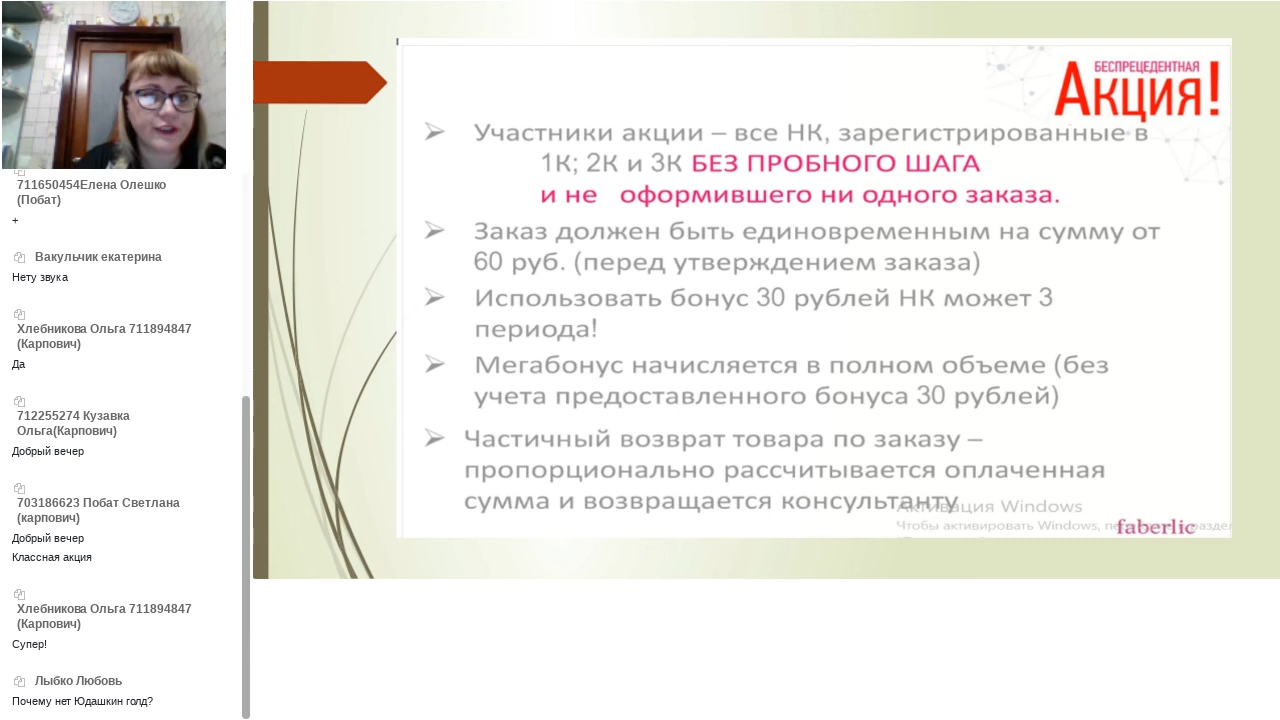 711650454Елена Олешко
(Побат)
+
Вакульчик екатерина
Нету звука
Хлебникова Ольга 711894847
(Карпович)
Да
712255274 Кузавка
Ольга(Карпович)
Добрый вечер
703186623 Побат Светлана
(карпович)
Добрый вечер
Классная акция
Хлебникова Ольга 711894847
(Карпович)
Супер!
Лыбко Любовь
Почему нет Юдашкин голд?
БЕСПРЕЦЕДЕНТНАЯ
АКЦИЯ!
Участники акции – все НК, зарегистрированные в
1К; 2К и 3К БЕЗ ПРОБНОГО ШАГА
и не оформившего ни одного заказа.
Заказ должен быть единовременным на сумму от
60 руб. (перед утверждением заказа)
Использовать бонус 30 рублей НК может 3
периода!
Мегабонус начисляется в полном объеме (без
учета предоставленного бонуса 30 рублей)
Частичный возврат товара по заказу –
пропорционально рассчитывается оплаченная
сумма и возвращается консультанту
Активация Windows
Чтобы активировать Windows, раздел
faberlic